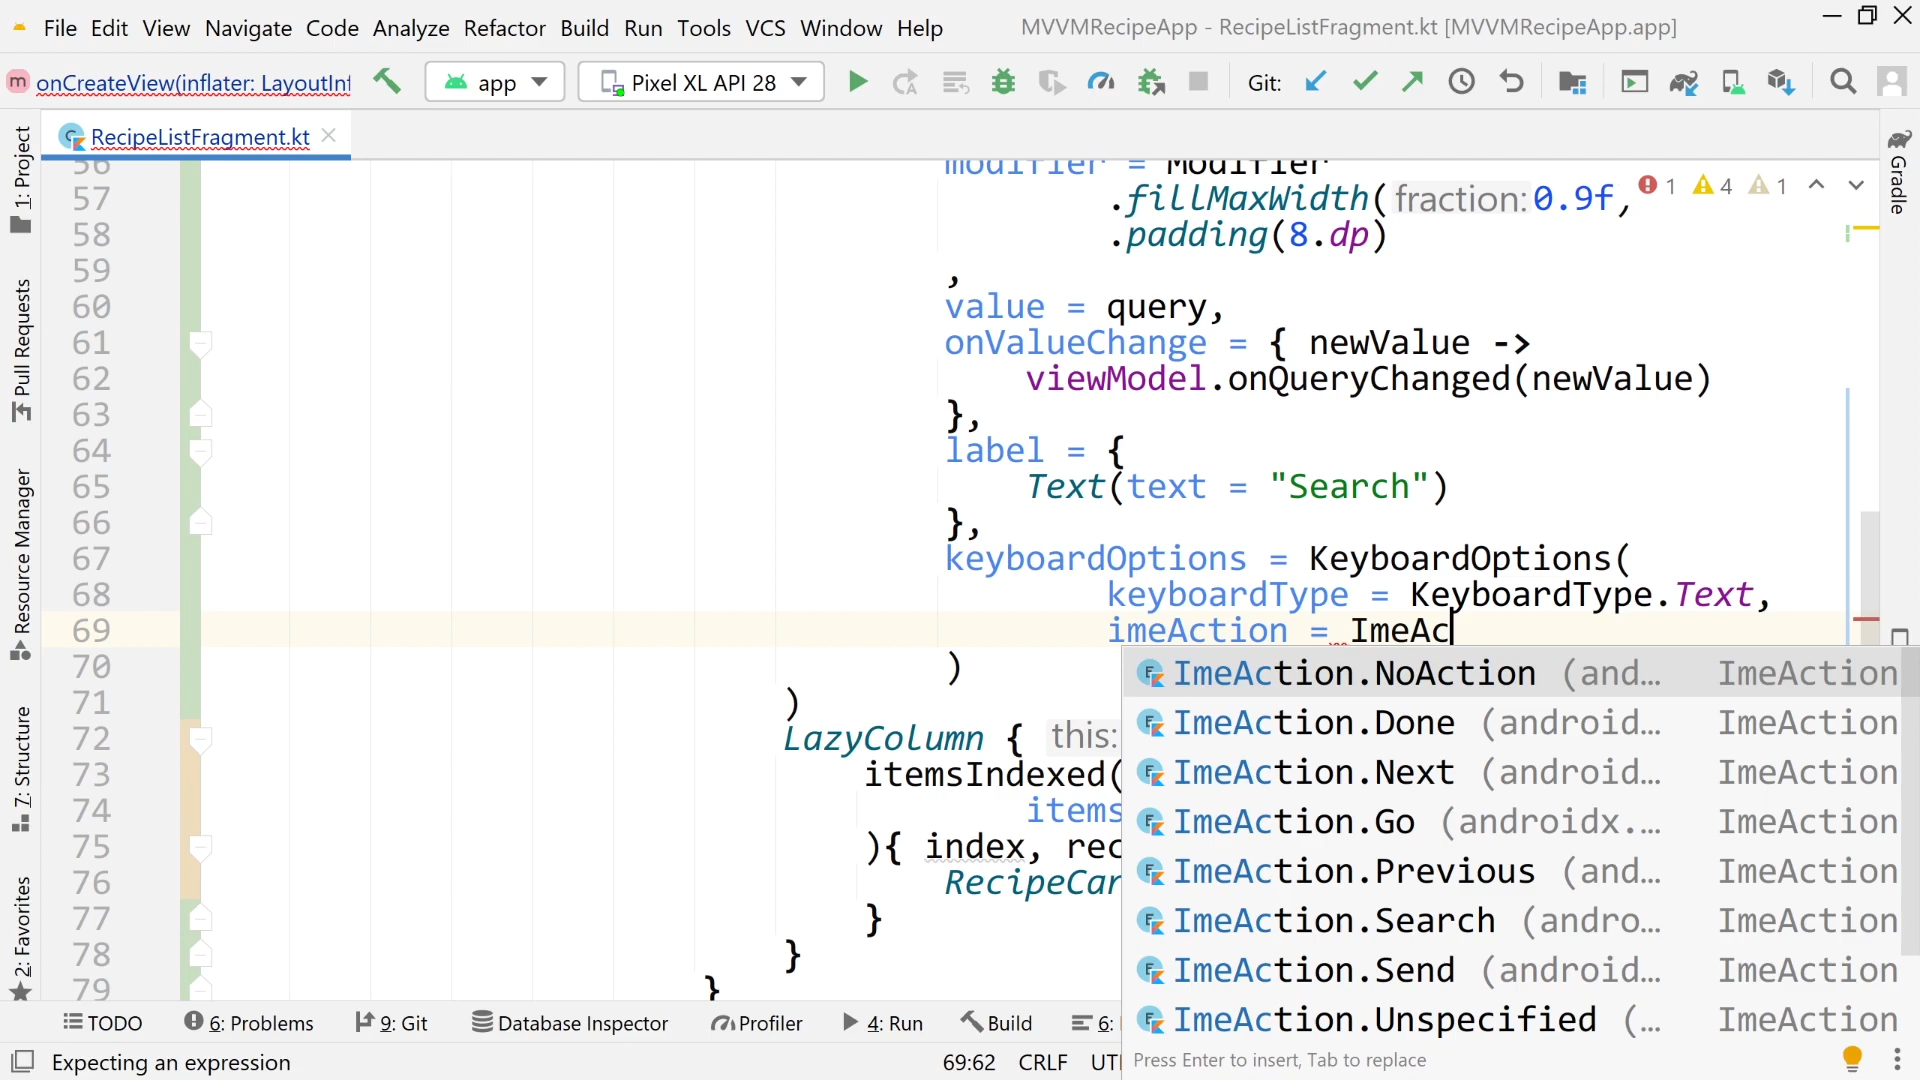 File Edit View Navigate Code Analyze Refactor Build Run Tools VCS Window Help MVVMRecipeApp - RecipeListFragment.kt [MVVMRecipeApp.app]
m onCreateView(inflater: LayoutInf app Pixel XL API 28 Git:
RecipeListFragment.kt
1: Project
Pull Requests
Resource Manager
7: Structure
2: Favorites
Gradle
1 4 1
56 modifier = Modifier
57 .fillMaxWidth( fraction: 0.9f,
58 .padding(8.dp)
59 ,
60 value = query,
61 onValueChange = { newValue ->
62 viewModel.onQueryChanged(newValue)
63 },
64 label = {
65 Text(text = "Search")
66 },
67 keyboardOptions = KeyboardOptions(
68 keyboardType = KeyboardType.Text,
69 imeAction = ImeAc
70 )
71 )
72 LazyColumn { this:
73 itemsIndexed(
74 items
75 ){ index, rec
76 RecipeCar
77 }
78 }
79 }
ImeAction.NoAction (and… ImeAction
ImeAction.Done (android… ImeAction
ImeAction.Next (android… ImeAction
ImeAction.Go (androidx.… ImeAction
ImeAction.Previous (and… ImeAction
ImeAction.Search (andro… ImeAction
ImeAction.Send (android… ImeAction
ImeAction.Unspecified (… ImeAction
Press Enter to insert, Tab to replace
TODO 6: Problems 9: Git Database Inspector Profiler 4: Run Build 6:
Expecting an expression 69:62 CRLF UTF